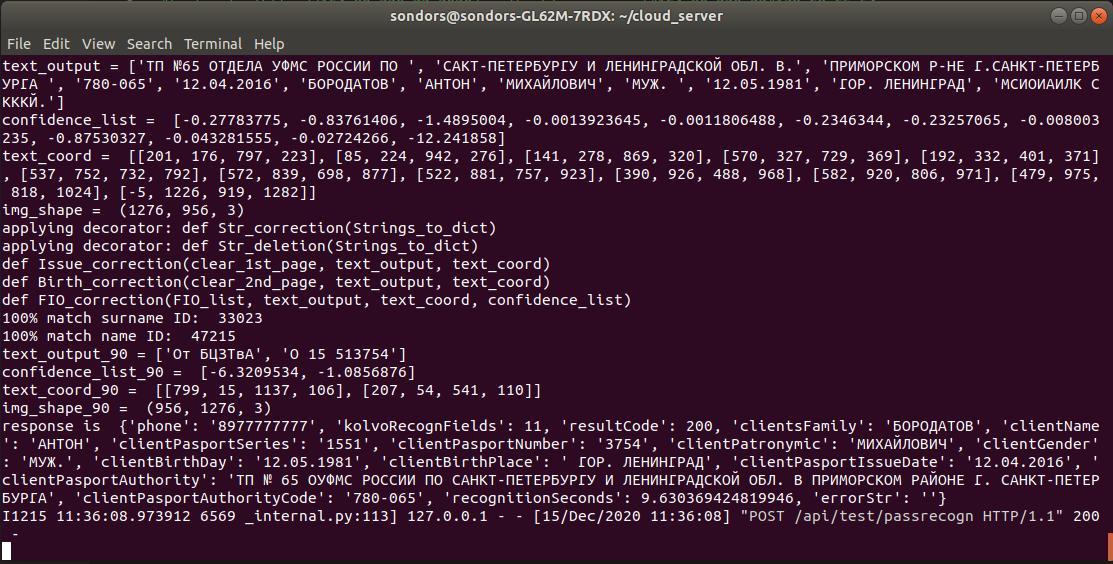 sondors@sondors-GL62M-7RDX: ~/cloud_server
File Edit View Search Terminal Help
text_output = ['ТП №65 ОТДЕЛА УФМС РОССИИ ПО ', 'САКТ-ПЕТЕРБУРГУ И ЛЕНИНГРАДСКОЙ ОБЛ. В.', 'ПРИМОРСКОМ Р-НЕ Г.САНКТ-ПЕТЕРБ
УРГА ', '780-065', '12.04.2016', 'БОРОДАТОВ', 'АНТОН', 'МИХАЙЛОВИЧ', 'МУЖ. ', '12.05.1981', 'ГОР. ЛЕНИНГРАД', 'МСИОИАИЛК С
КККЙ.']
confidence_list =  [-0.27783775, -0.83761406, -1.4895004, -0.0013923645, -0.0011806488, -0.2346344, -0.23257065, -0.008003
235, -0.87530327, -0.043281555, -0.02724266, -12.241858]
text_coord =  [[201, 176, 797, 223], [85, 224, 942, 276], [141, 278, 869, 320], [570, 327, 729, 369], [192, 332, 401, 371]
, [537, 752, 732, 792], [572, 839, 698, 877], [522, 881, 757, 923], [390, 926, 488, 968], [582, 920, 806, 971], [479, 975,
 818, 1024], [-5, 1226, 919, 1282]]
img_shape =  (1276, 956, 3)
applying decorator: def Str_correction(Strings_to_dict)
applying decorator: def Str_deletion(Strings_to_dict)
def Issue_correction(clear_1st_page, text_output, text_coord)
def Birth_correction(clear_2nd_page, text_output, text_coord)
def FIO_correction(FIO_list, text_output, text_coord, confidence_list)
100% match surname ID:  33023
100% match name ID:  47215
text_output_90 = ['От БЦЗТвА', 'О 15 513754']
confidence_list_90 =  [-6.3209534, -1.0856876]
text_coord_90 =  [[799, 15, 1137, 106], [207, 54, 541, 110]]
img_shape_90 =  (956, 1276, 3)
response is  {'phone': '8977777777', 'kolvoRecognFields': 11, 'resultCode': 200, 'clientsFamily': 'БОРОДАТОВ', 'clientName
': 'АНТОН', 'clientPasportSeries': '1551', 'clientPasportNumber': '3754', 'clientPatronymic': 'МИХАЙЛОВИЧ', 'clientGender'
: 'МУЖ.', 'clientBirthDay': '12.05.1981', 'clientBirthPlace': ' ГОР. ЛЕНИНГРАД', 'clientPasportIssueDate': '12.04.2016', '
clientPasportAuthority': 'ТП № 65 ОУФМС РОССИИ ПО САНКТ-ПЕТЕРБУРГУ И ЛЕНИНГРАДСКОЙ ОБЛ. В ПРИМОРСКОМ РАЙОНЕ Г. САНКТ-ПЕТЕР
БУРГА', 'clientPasportAuthorityCode': '780-065', 'recognitionSeconds': 9.630369424819946, 'errorStr': ''}
I1215 11:36:08.973912 6569 _internal.py:113] 127.0.0.1 - - [15/Dec/2020 11:36:08] "POST /api/test/passrecogn HTTP/1.1" 200
 -